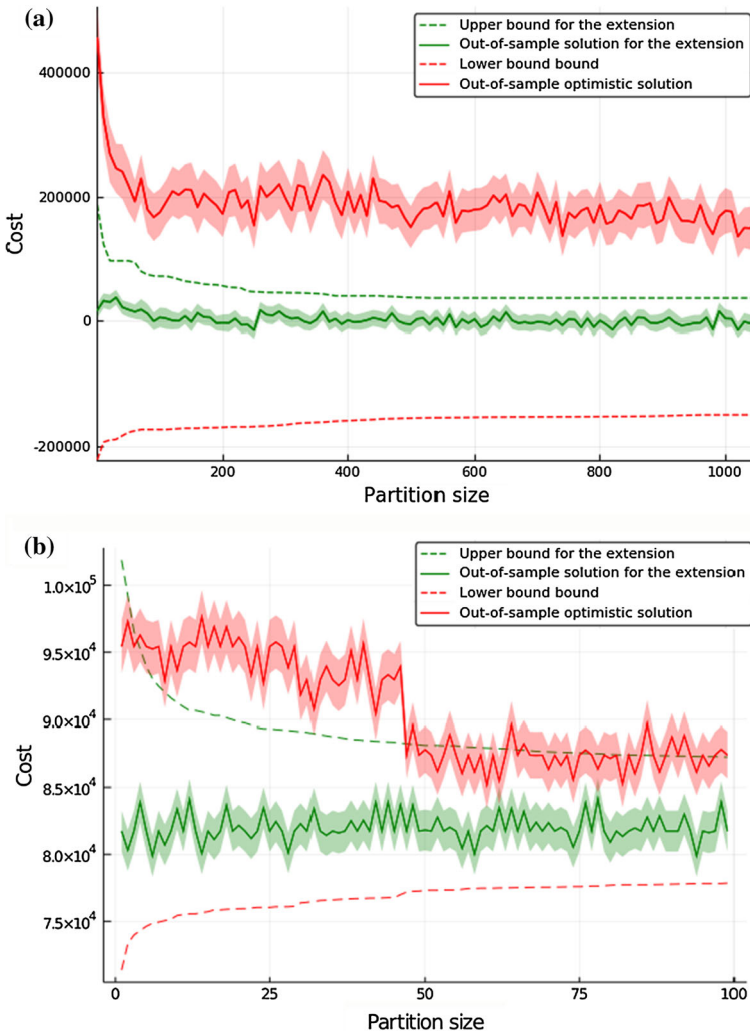 (a)
Upper bound for the extension
Out-of-sample solution for the extension
Lower bound bound
Out-of-sample optimistic solution
400000
200000
0
-200000
Cost
200 400 600 800 1000
Partition size
(b)
Upper bound for the extension
Out-of-sample solution for the extension
Lower bound bound
Out-of-sample optimistic solution
1.0×10⁵
9.5×10⁴
9.0×10⁴
8.5×10⁴
8.0×10⁴
7.5×10⁴
Cost
0 25 50 75 100
Partition size